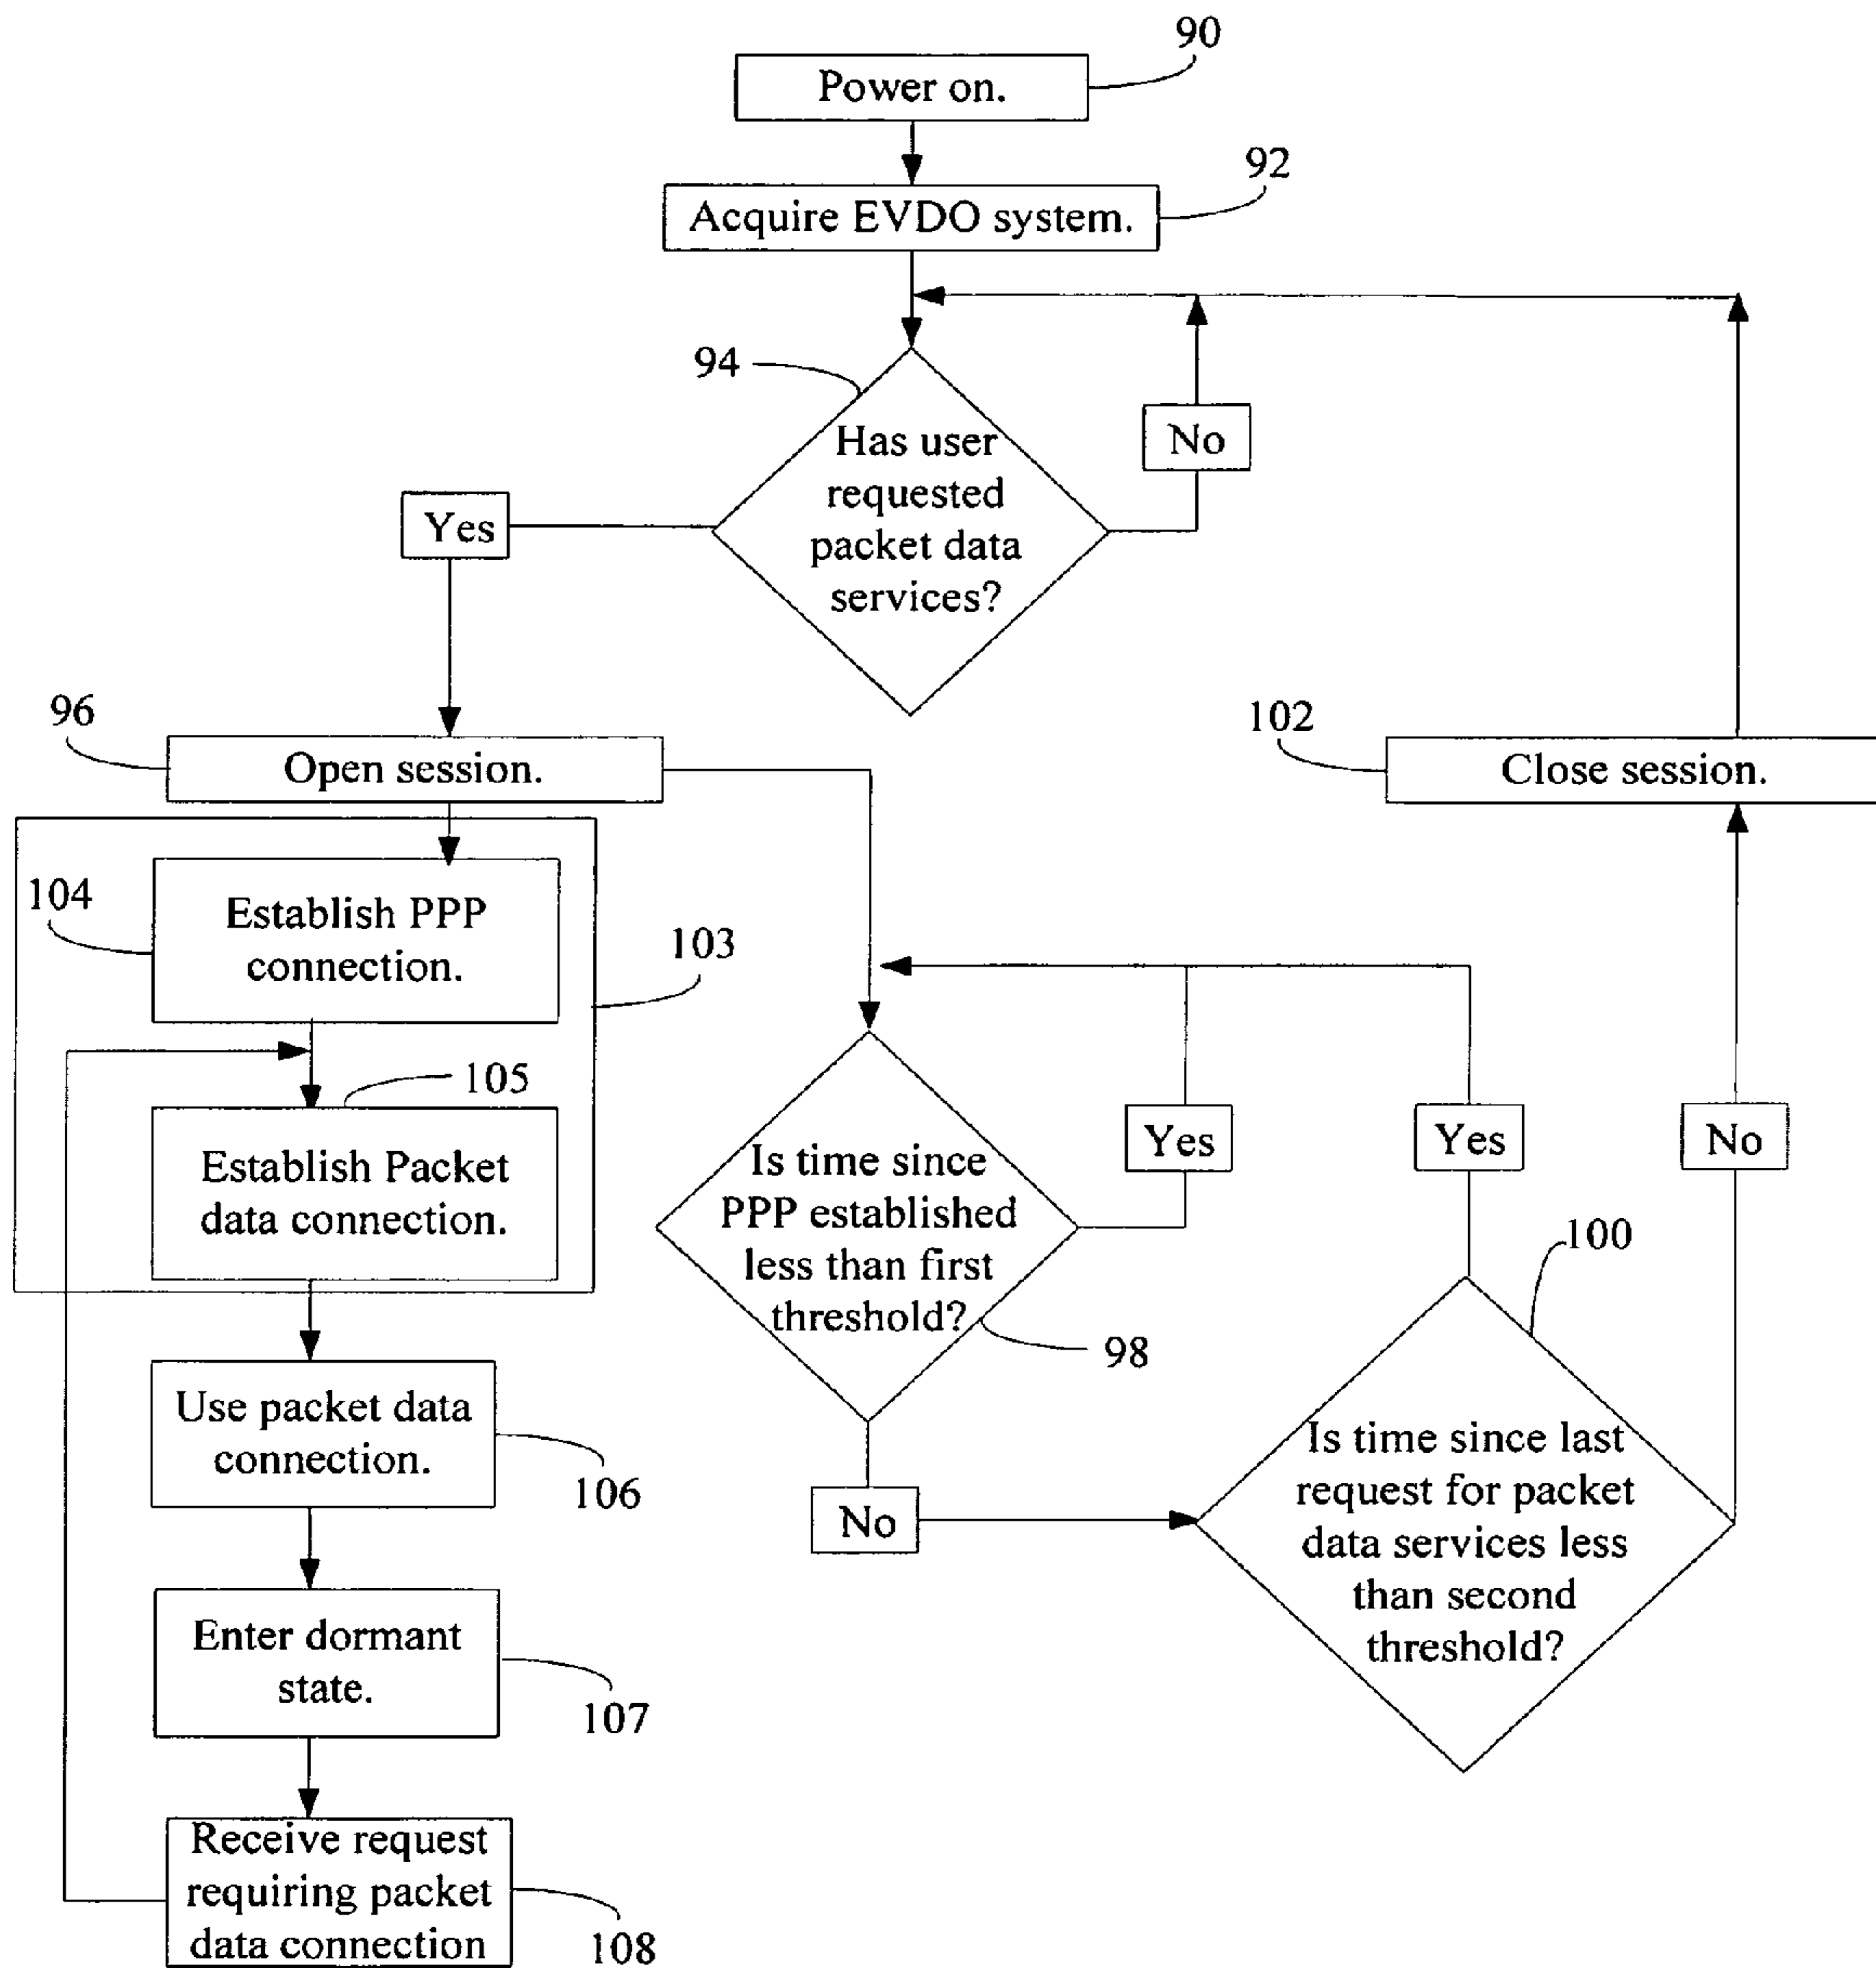 90
Power on.
92
Acquire EVDO system.
94
Has user
requested
packet data
services?
No
Yes
96
Open session.
102
Close session.
104
Establish PPP
connection.
103
105
Establish Packet
data connection.
Is time since
PPP established
less than first
threshold?
98
Yes
Yes
No
100
Is time since last
request for packet
data services less
than second
threshold?
No
Use packet data
connection.
106
Enter dormant
state.
107
Receive request
requiring packet
data connection
108